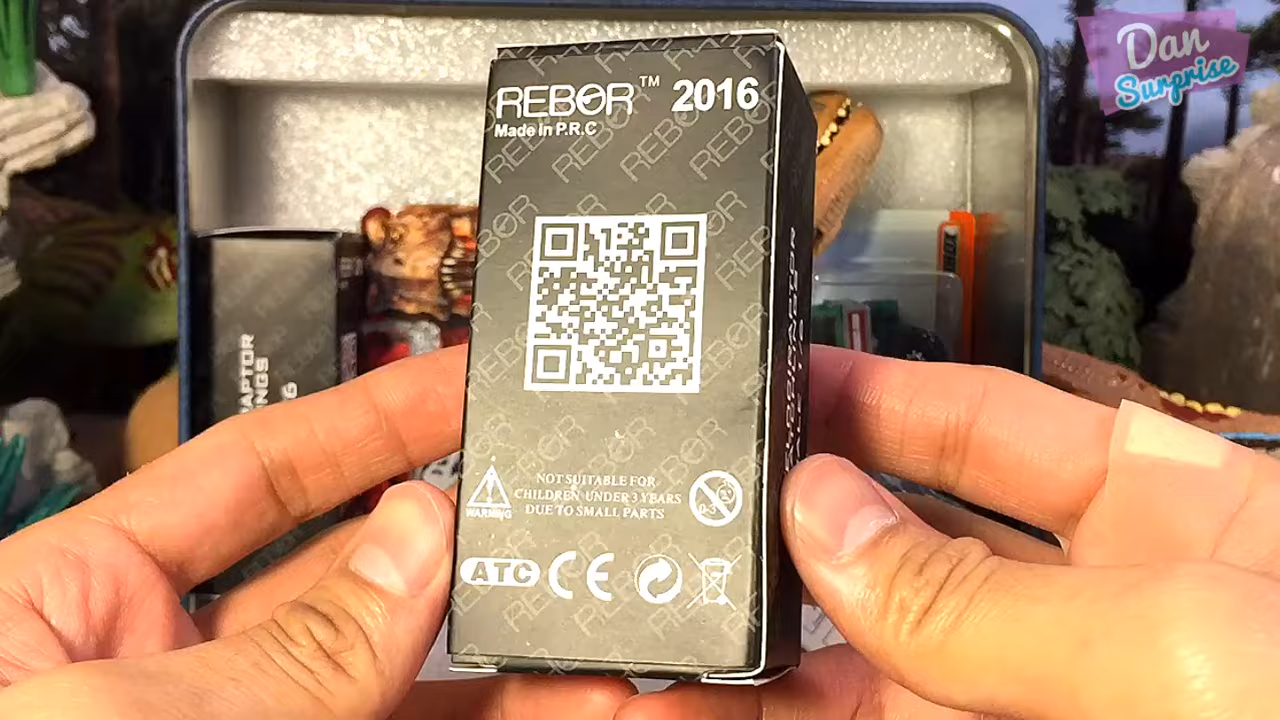 Dan
Surprise
REBOR™ 2016
Made In P.R.C
NOT SUITABLE FOR
CHILDREN UNDER 3 YEARS
DUE TO SMALL PARTS
WARNING
0-3
ATC
CE
REBOR